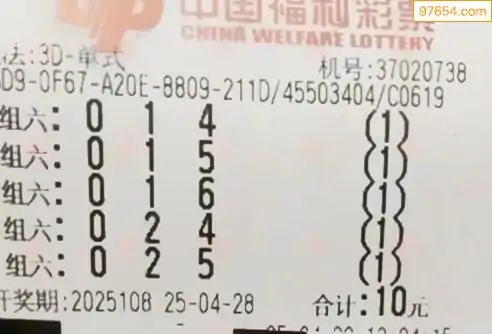 97654.com
中国福利彩票
CHINA WELFARE LOTTERY
法:3D-单式
机号:37020738
5D9-0F67-A20E-8809-211D/45503404/C0619
组六: 0 1 4 (1)
组六: 0 1 5 (1)
组六: 0 1 6 (1)
组六: 0 2 4 (1)
组六: 0 2 5 (1)
开奖期:2025108 25-04-28 合计:10元